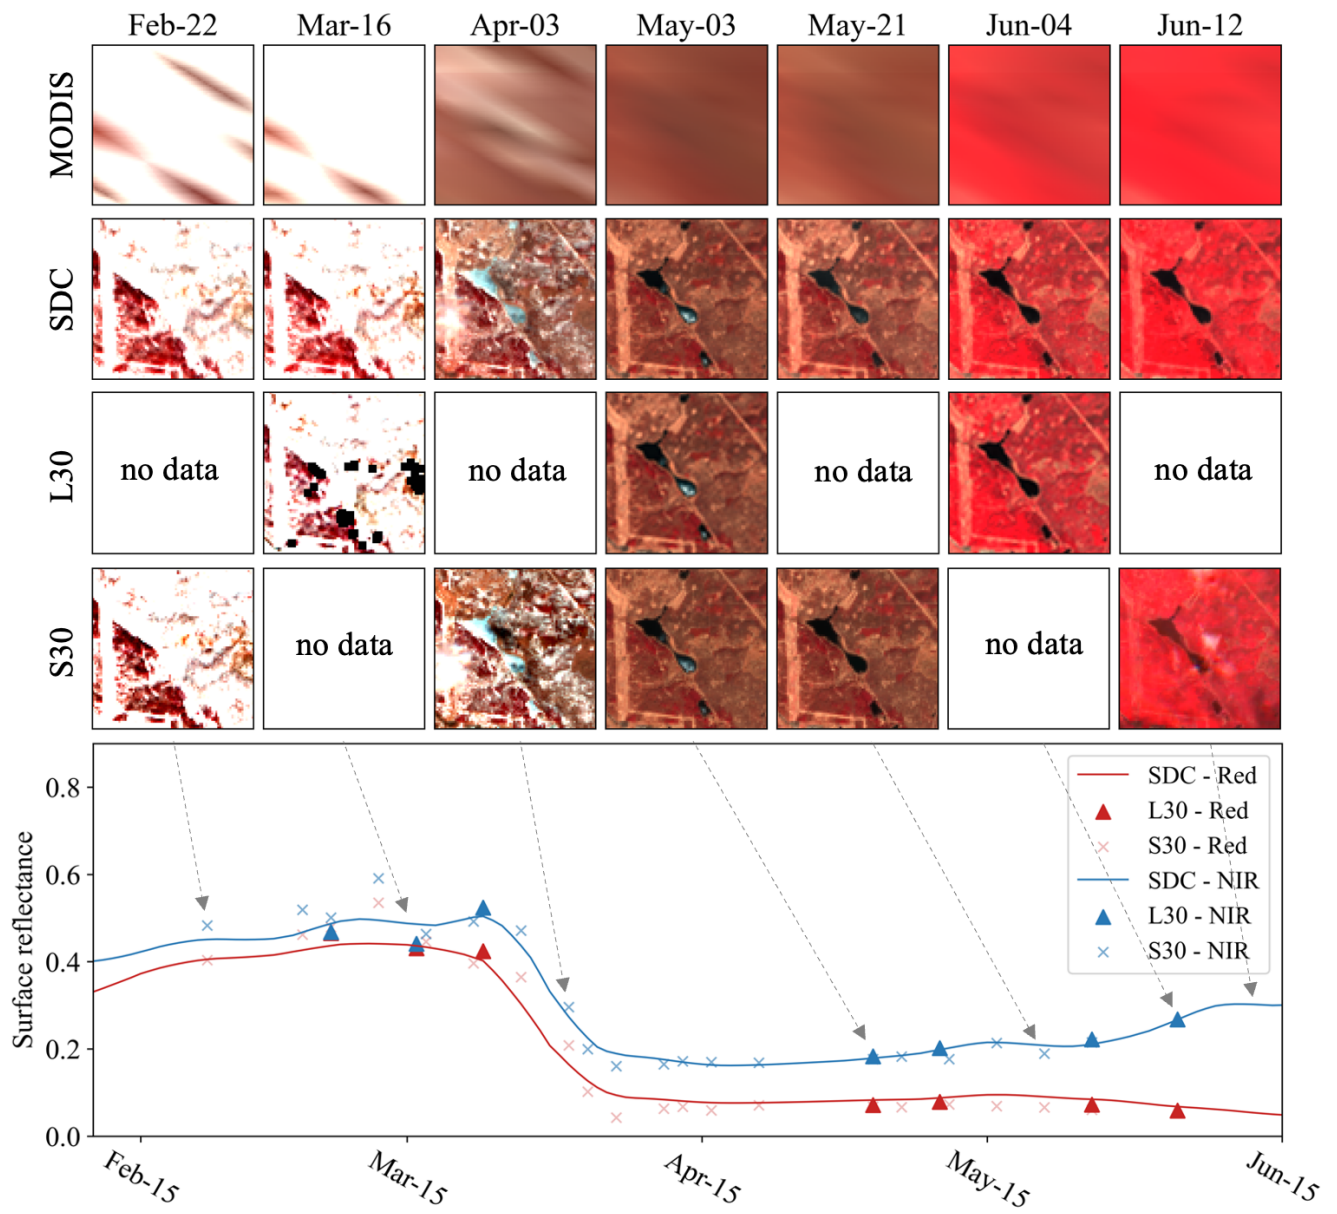 Feb-22 Mar-16 Apr-03 May-03 May-21 Jun-04 Jun-12
MODIS
SDC
L30
no data no data no data no data
S30
no data no data
Surface reflectance
0.8
0.6
0.4
0.2
0.0
SDC - Red
L30 - Red
S30 - Red
SDC - NIR
L30 - NIR
S30 - NIR
Feb-15 Mar-15 Apr-15 May-15 Jun-15